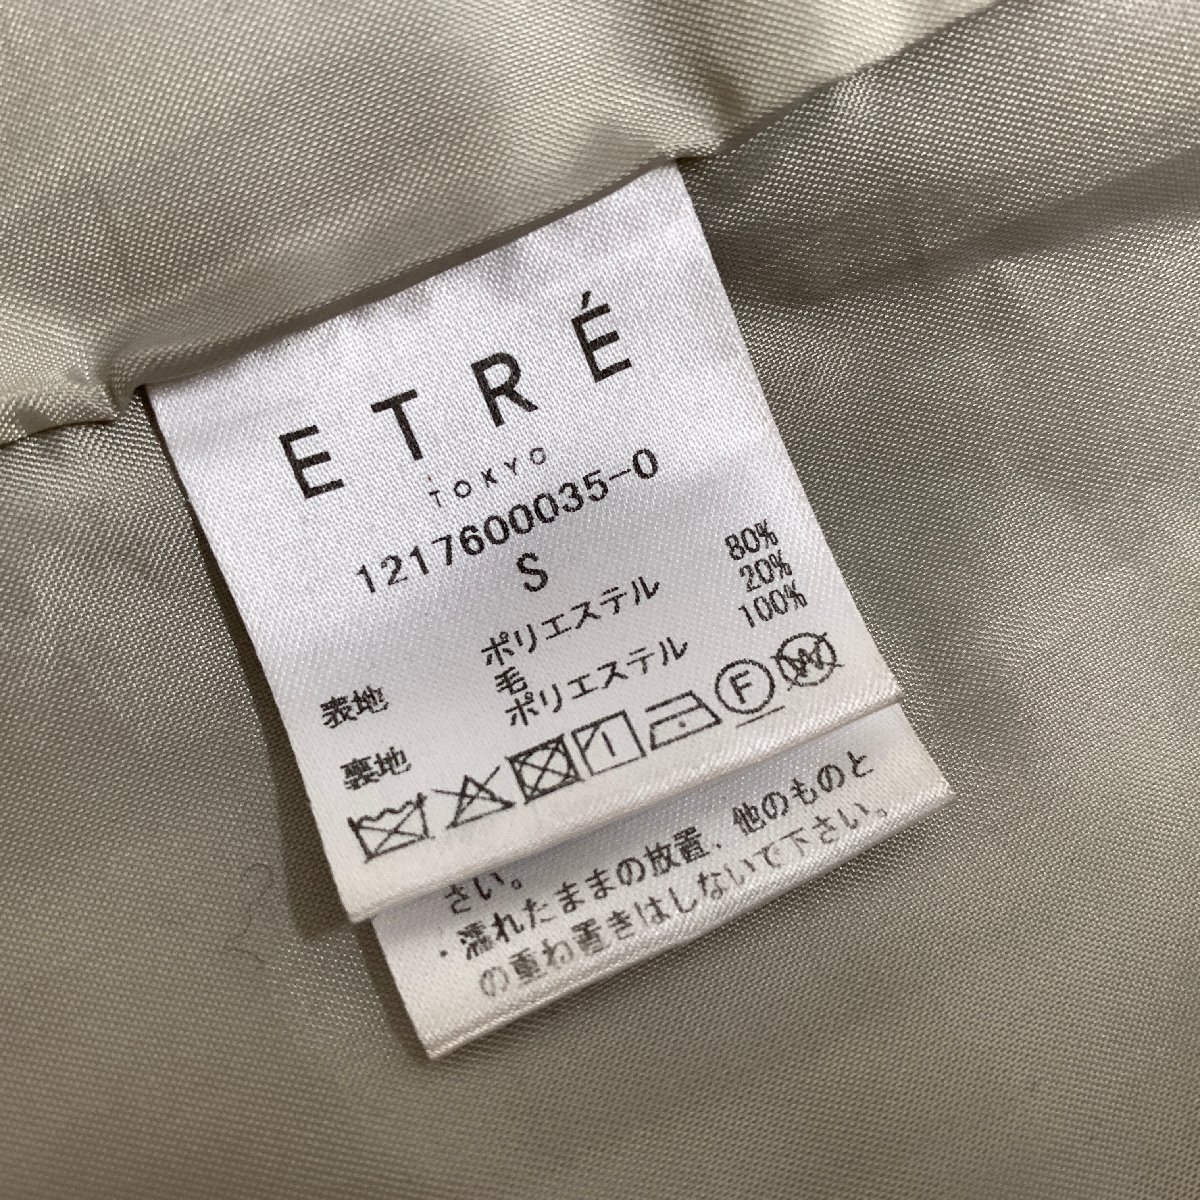 ETRÉ
TOKYO
1217600035-0
S
表地 ポリエステル 80%
毛 20%
裏地 ポリエステル 100%
F W
さい。
・濡れたままの放置、他のものと
の重ね置きはしないで下さい。